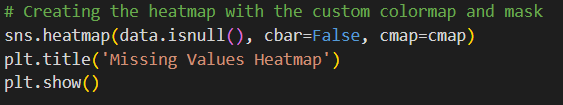 # Creating the heatmap with the custom colormap and mask
sns.heatmap(data.isnull(), cbar=False, cmap=cmap)
plt.title('Missing Values Heatmap')
plt.show()